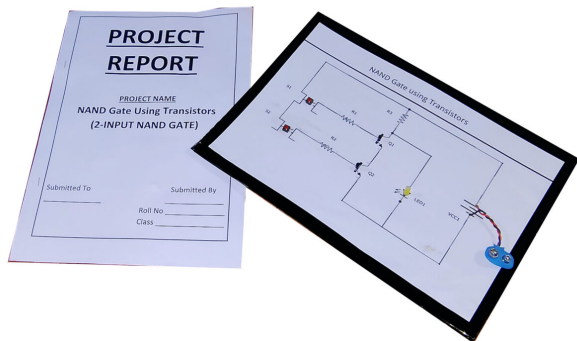 PROJECT
REPORT
PROJECT NAME
NAND Gate Using Transistors
(2-INPUT NAND GATE)
Submitted To
Submitted By
Roll No
Class
NAND Gate using Transistors
S1
S2
R1
R2
R3
Q1
Q2
LED1
VCC1